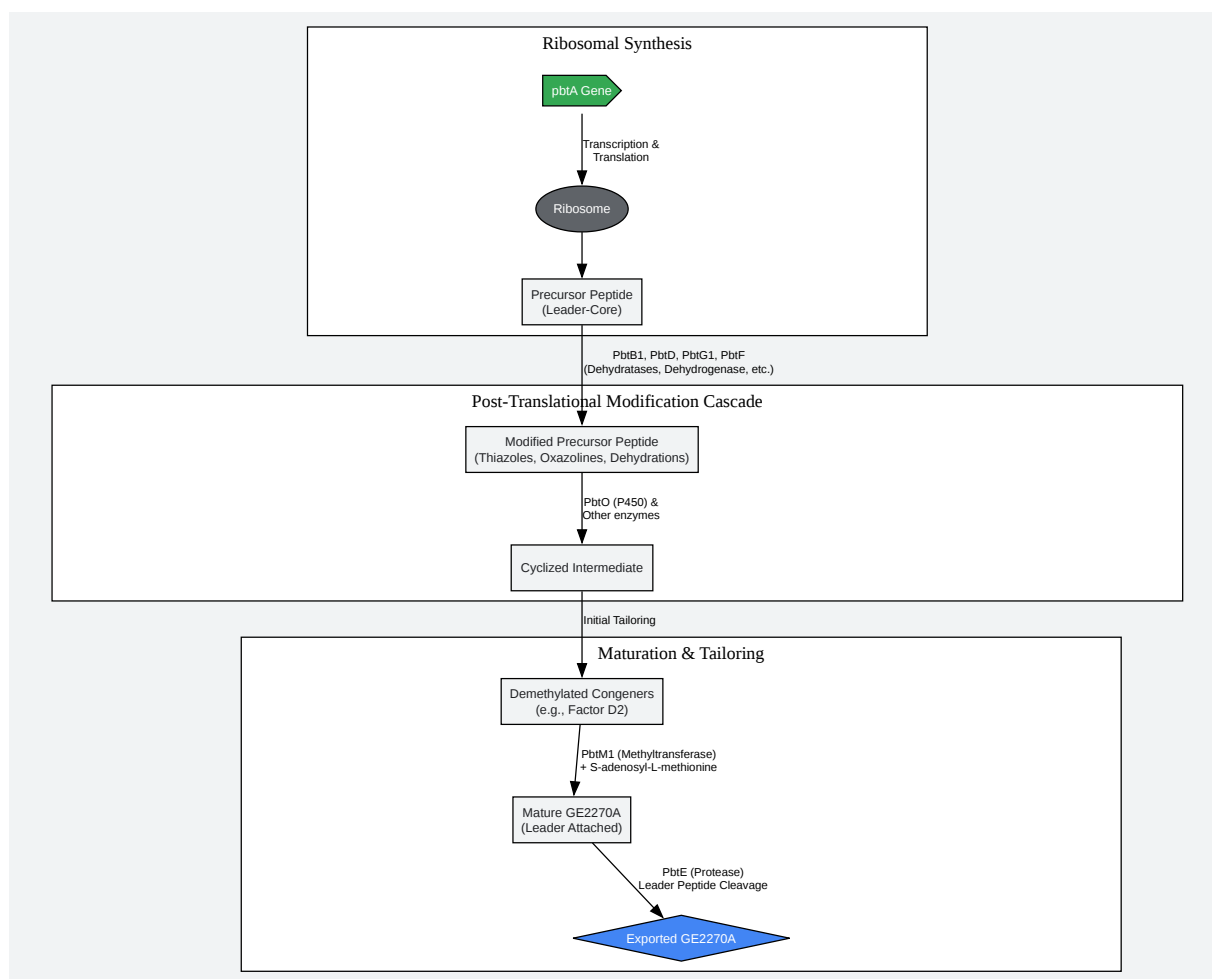 Ribosomal Synthesis
pbtA Gene
Transcription &
Translation
Ribosome
Precursor Peptide
(Leader-Core)
PbtB1, PbtD, PbtG1, PbtF
(Dehydratases, Dehydrogenase, etc.)
Post-Translational Modification Cascade
Modified Precursor Peptide
(Thiazoles, Oxazolines, Dehydrations)
PbtO (P450) &
Other enzymes
Cyclized Intermediate
Initial Tailoring
Maturation & Tailoring
Demethylated Congeners
(e.g., Factor D2)
PbtM1 (Methyltransferase)
+ S-adenosyl-L-methionine
Mature GE2270A
(Leader Attached)
PbtE (Protease)
Leader Peptide Cleavage
Exported GE2270A